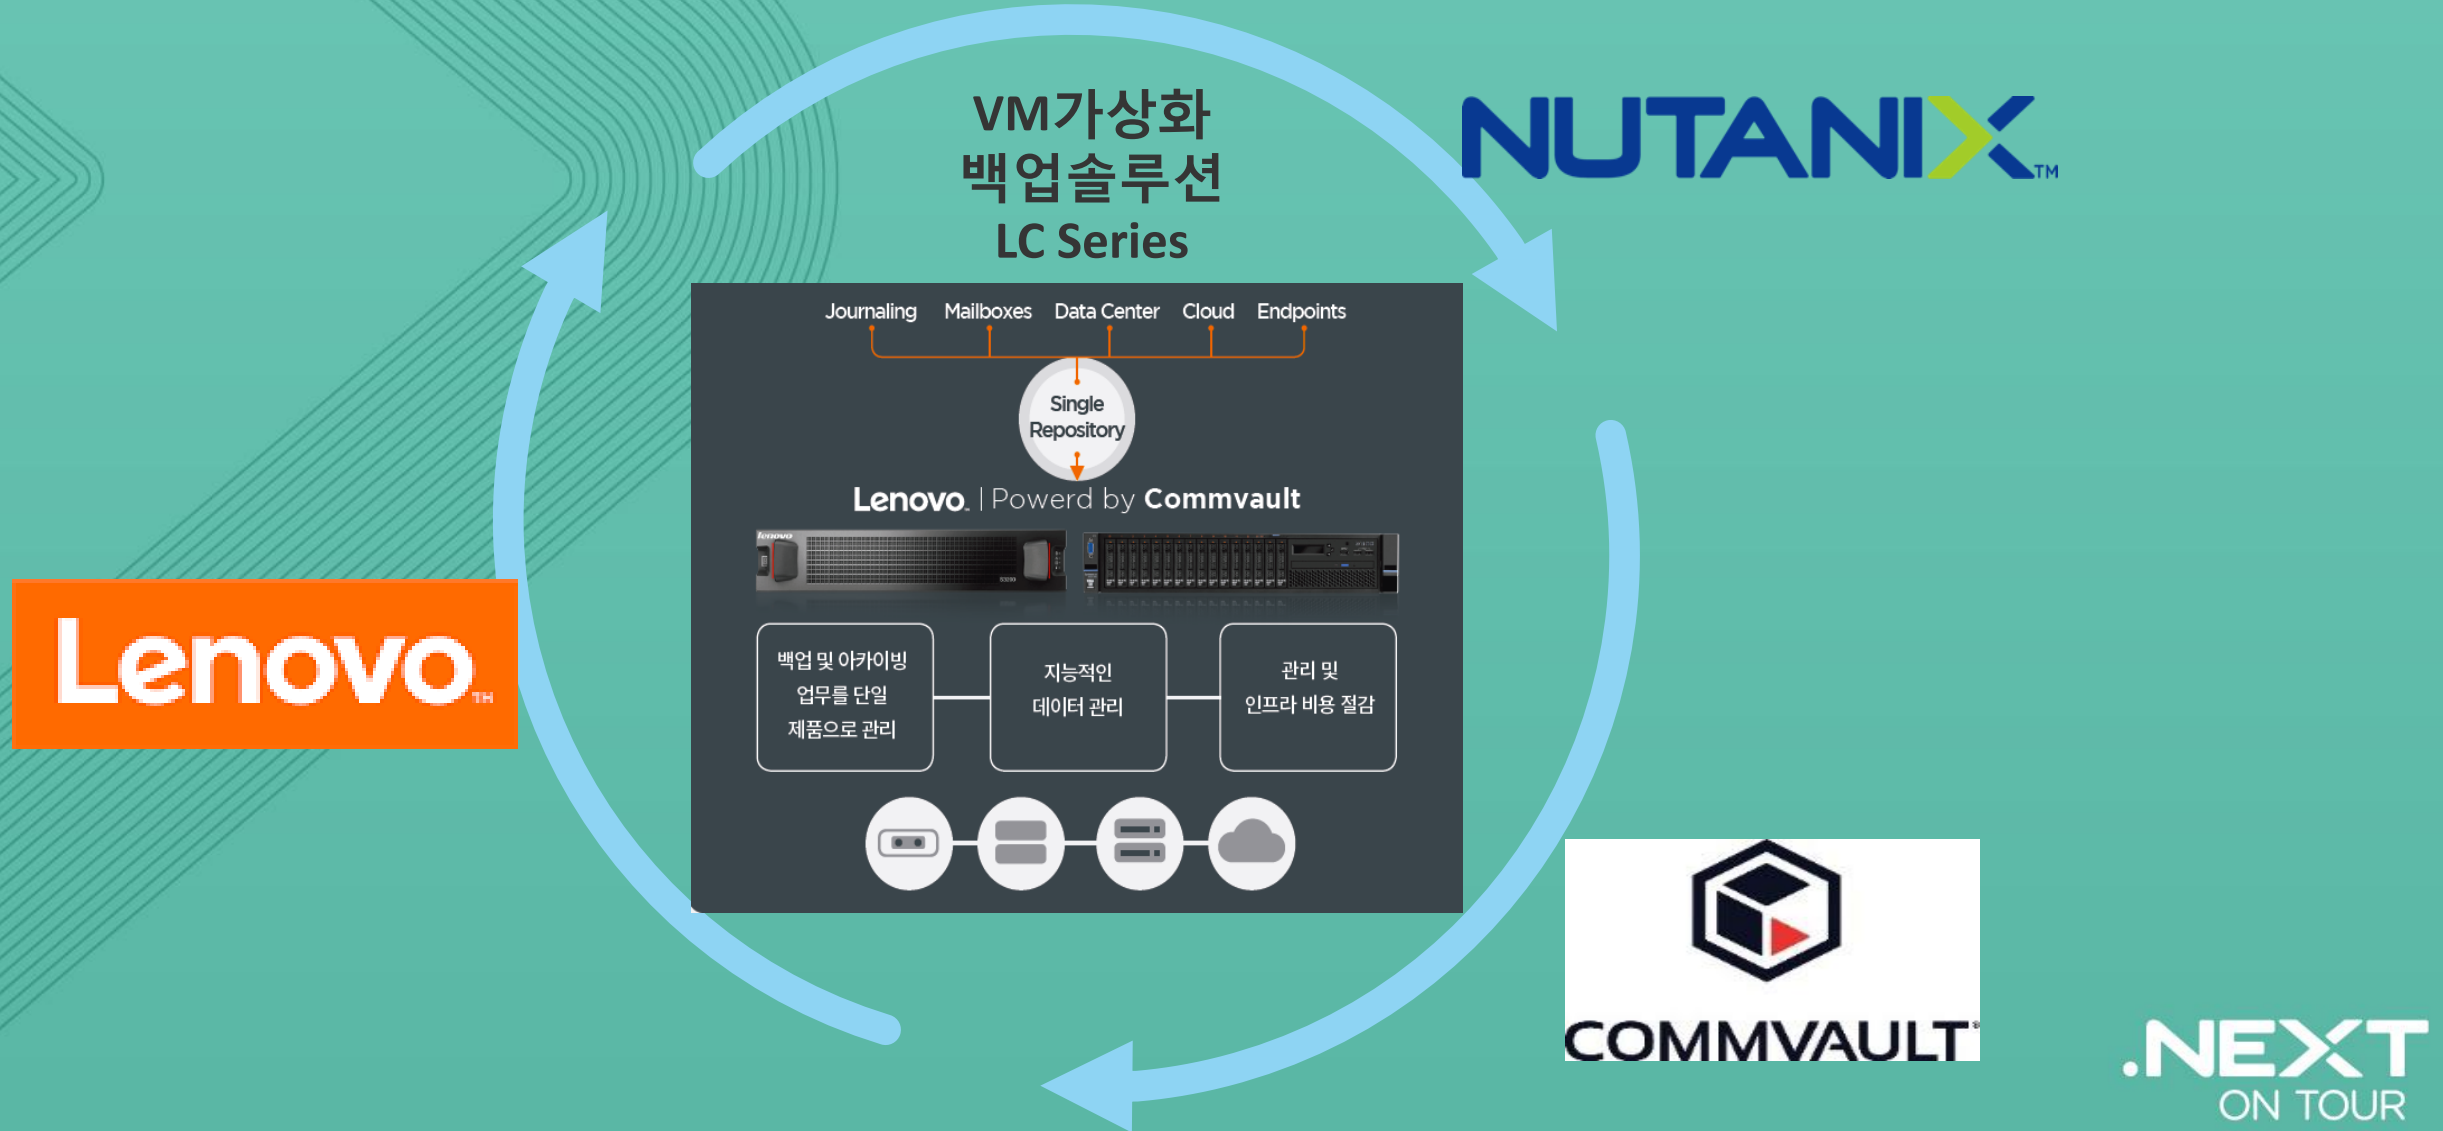 VM가상화
백업솔루션
LC Series
NUTANIX™
Journaling Mailboxes Data Center Cloud Endpoints
Single
Repository
Lenovo™ | Powerd by Commvault
lenovo
Lenovo™
백업 및 아카이빙
업무를 단일
제품으로 관리
지능적인
데이터 관리
관리 및
인프라 비용 절감
COMMVAULT®
.NEXT
ON TOUR